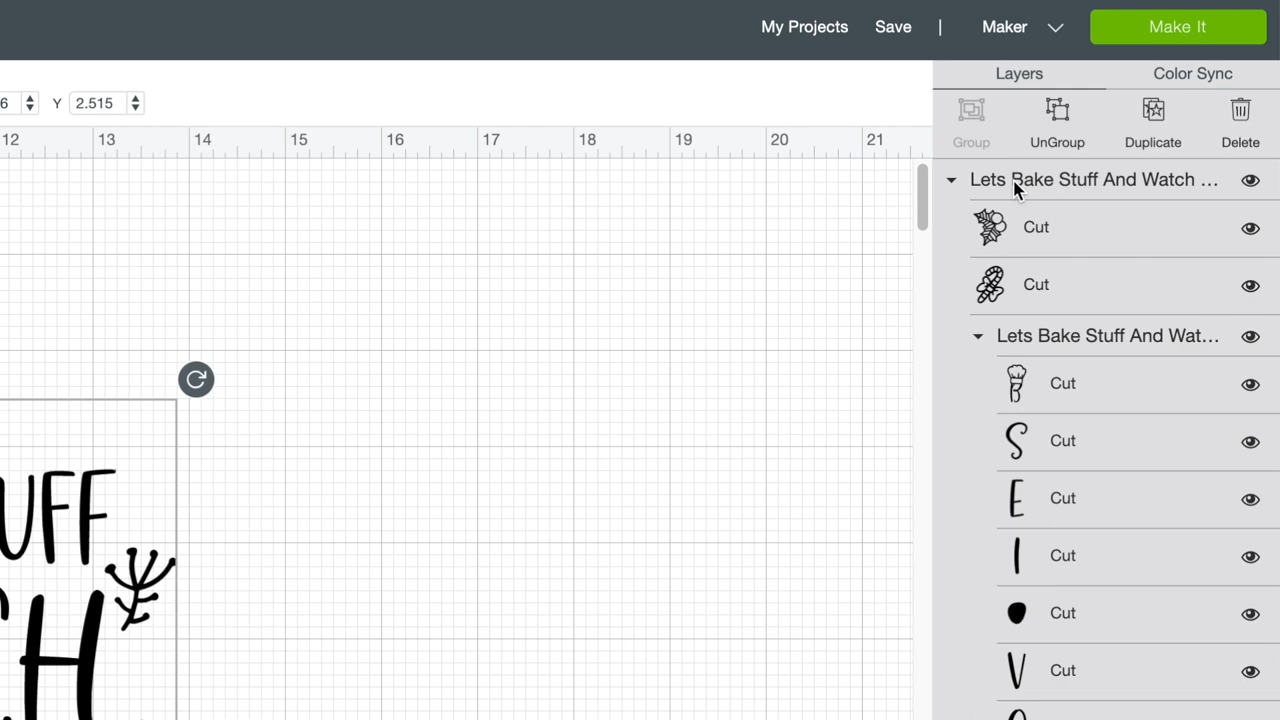 My Projects Save | Maker Make It
Layers Color Sync
6 Y 2.515
Group UnGroup Duplicate Delete
12 13 14 15 16 17 18 19 20 21
Lets Bake Stuff And Watch ...
Cut
Cut
Lets Bake Stuff And Wat...
B Cut
S Cut
E Cut
I Cut
Cut
V Cut
UFF
H